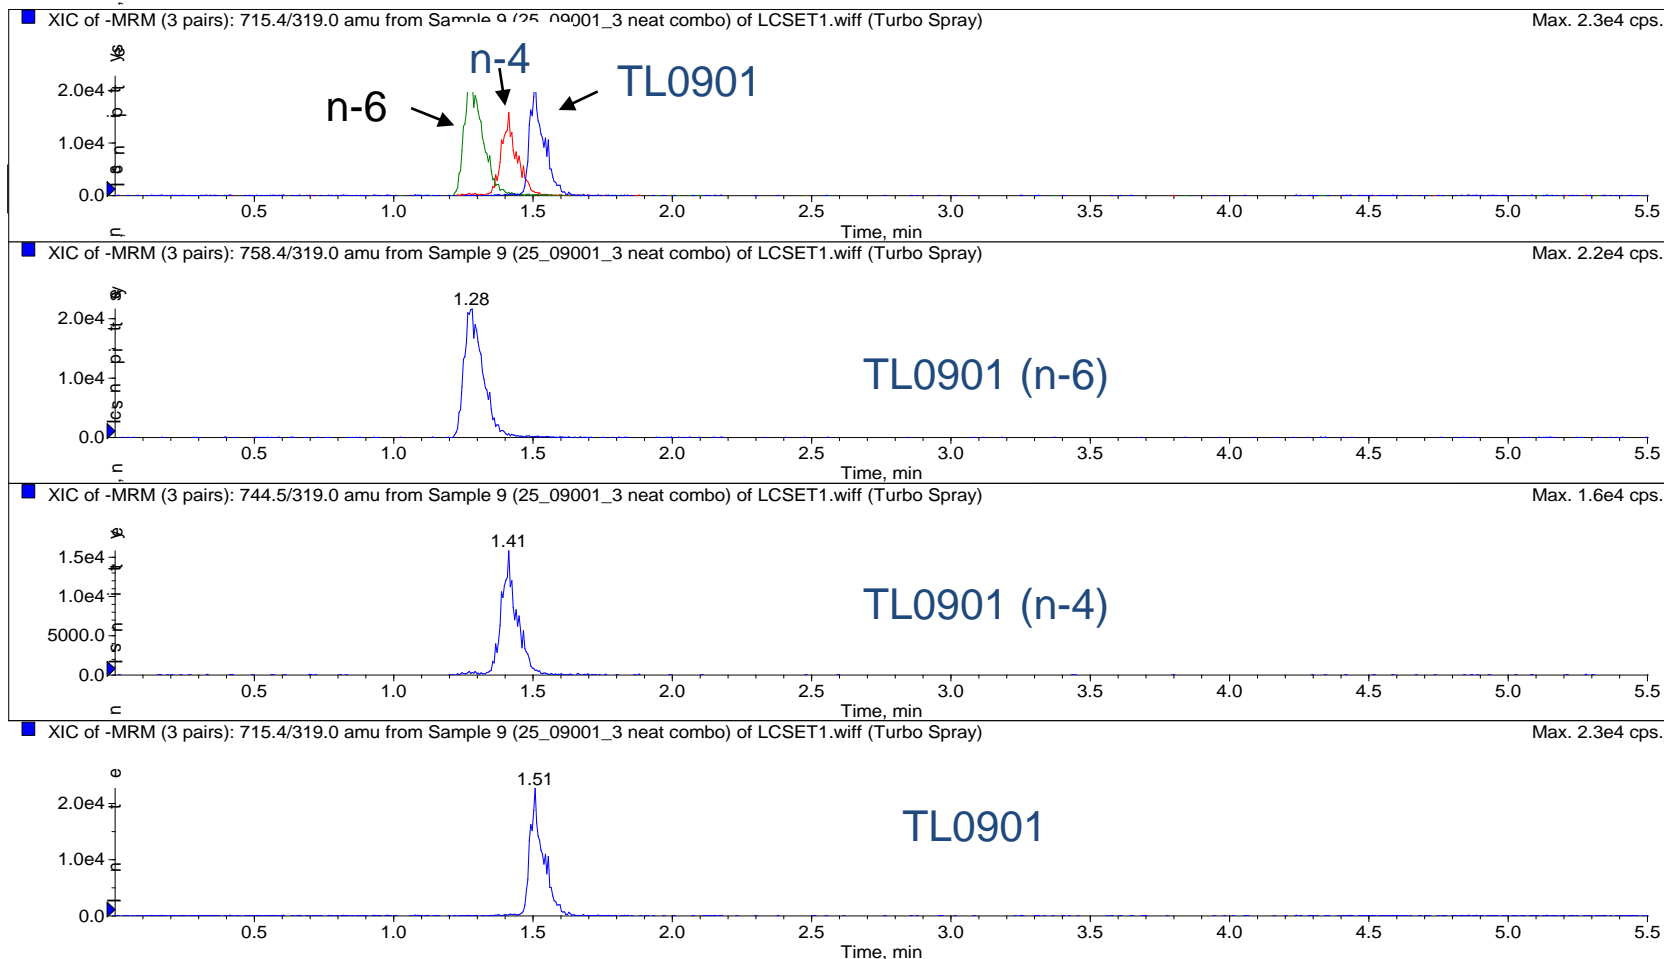 XIC of -MRM (3 pairs): 715.4/319.0 amu from Sample 9 (25_09001_3 neat combo) of LCSET1.wiff (Turbo Spray) Max. 2.3e4 cps.
n-4
TL0901
n-6
2.0e4
1.0e4
0.0
0.5 1.0 1.5 2.0 2.5 3.0 3.5 4.0 4.5 5.0 5.5
Time, min
XIC of -MRM (3 pairs): 758.4/319.0 amu from Sample 9 (25_09001_3 neat combo) of LCSET1.wiff (Turbo Spray) Max. 2.2e4 cps.
1.28
2.0e4
TL0901 (n-6)
1.0e4
0.0
0.5 1.0 1.5 2.0 2.5 3.0 3.5 4.0 4.5 5.0 5.5
Time, min
XIC of -MRM (3 pairs): 744.5/319.0 amu from Sample 9 (25_09001_3 neat combo) of LCSET1.wiff (Turbo Spray) Max. 1.6e4 cps.
1.41
1.5e4
1.0e4
TL0901 (n-4)
5000.0
0.0
0.5 1.0 1.5 2.0 2.5 3.0 3.5 4.0 4.5 5.0 5.5
Time, min
XIC of -MRM (3 pairs): 715.4/319.0 amu from Sample 9 (25_09001_3 neat combo) of LCSET1.wiff (Turbo Spray) Max. 2.3e4 cps.
1.51
2.0e4
TL0901
1.0e4
0.0
0.5 1.0 1.5 2.0 2.5 3.0 3.5 4.0 4.5 5.0 5.5
Time, min